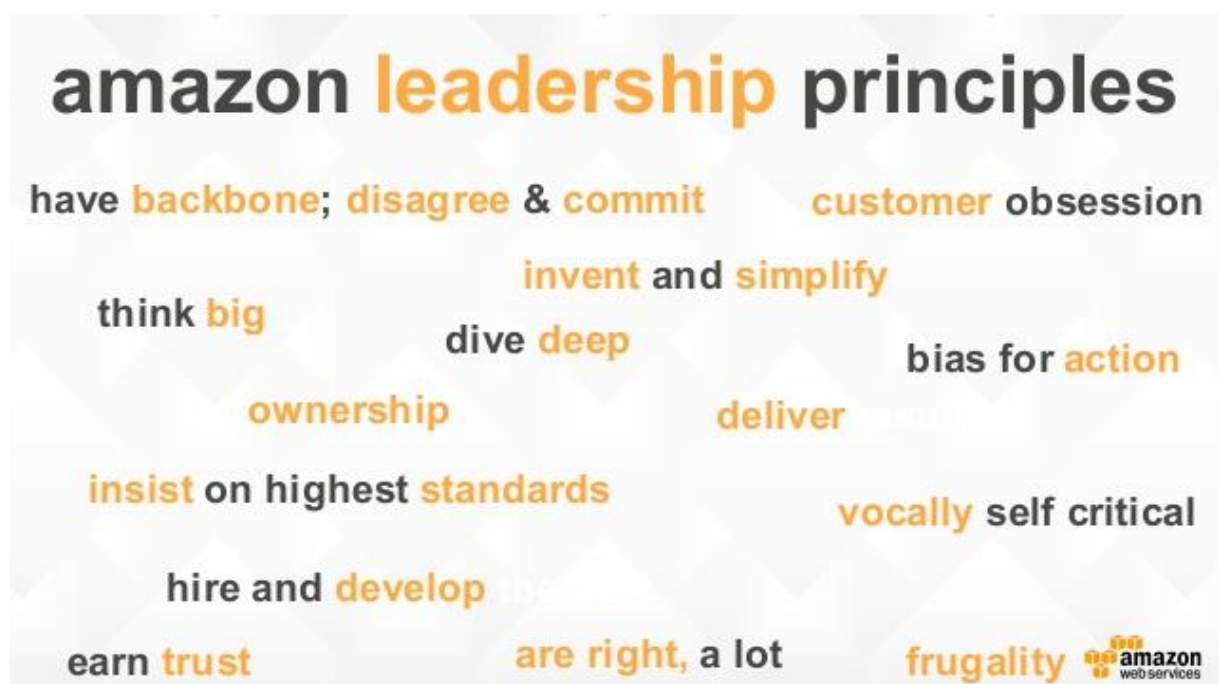 amazon leadership principles
have backbone; disagree & commit
customer obsession
invent and simplify
think big
dive deep
bias for action
ownership
deliver
insist on highest standards
vocally self critical
hire and develop
earn trust
are right, a lot
frugality
amazon
webservices